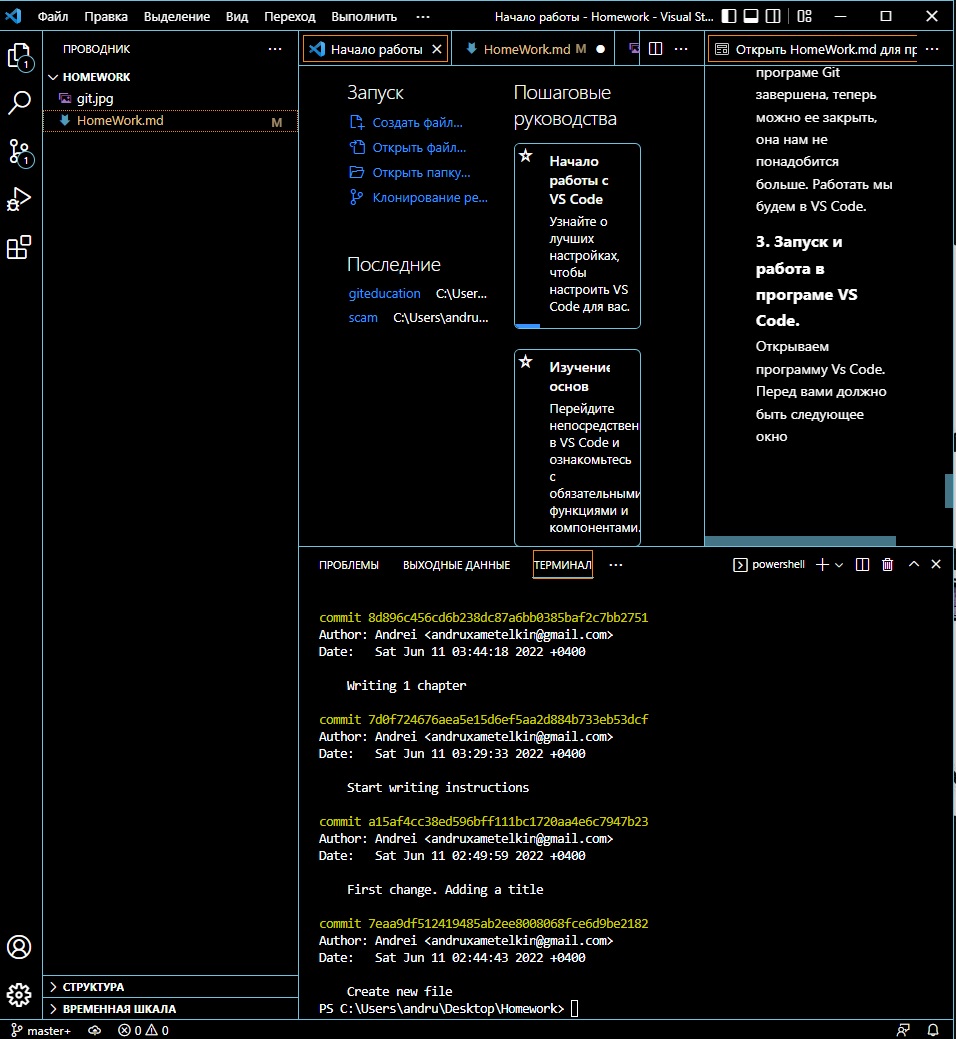 Файл Правка Выделение Вид Переход Выполнить ··· Начало работы - Homework - Visual St...
1
1
ПРОВОДНИК ···
HOMEWORK
git.jpg
HomeWork.md M
СТРУКТУРА
ВРЕМЕННАЯ ШКАЛА
Начало работы HomeWork.md M ···
Запуск
Создать файл...
Открыть файл...
Открыть папку...
Клонирование ре...
Последние
giteducation C:\User...
scam C:\Users\andru...
Пошаговые
руководства
Начало
работы с
VS Code
Узнайте о
лучших
настройках,
чтобы
настроить VS
Code для вас.
Изучение
основ
Перейдите
непосредствен
в VS Code и
ознакомьтесь
с
обязательными
функциями и
компонентами.
Открыть HomeWork.md для пр ···
програме Git
завершена, теперь
можно ее закрыть,
она нам не
понадобится
больше. Работать мы
будем в VS Code.
3. Запуск и
работа в
програме VS
Code.
Открываем
программу Vs Code.
Перед вами должно
быть следующее
окно
ПРОБЛЕМЫ ВЫХОДНЫЕ ДАННЫЕ ТЕРМИНАЛ ··· powershell
commit 8d896c456cd6b238dc87a6bb0385baf2c7bb2751
Author: Andrei <andruxametelkin@gmail.com>
Date: Sat Jun 11 03:44:18 2022 +0400
Writing 1 chapter
commit 7d0f724676aea5e15d6ef5aa2d884b733eb53dcf
Author: Andrei <andruxametelkin@gmail.com>
Date: Sat Jun 11 03:29:33 2022 +0400
Start writing instructions
commit a15af4cc38ed596bff111bc1720aa4e6c7947b23
Author: Andrei <andruxametelkin@gmail.com>
Date: Sat Jun 11 02:49:59 2022 +0400
First change. Adding a title
commit 7eaa9df512419485ab2ee8008068fce6d9be2182
Author: Andrei <andruxametelkin@gmail.com>
Date: Sat Jun 11 02:44:43 2022 +0400
Create new file
PS C:\Users\andru\Desktop\Homework>
master+ 0 0